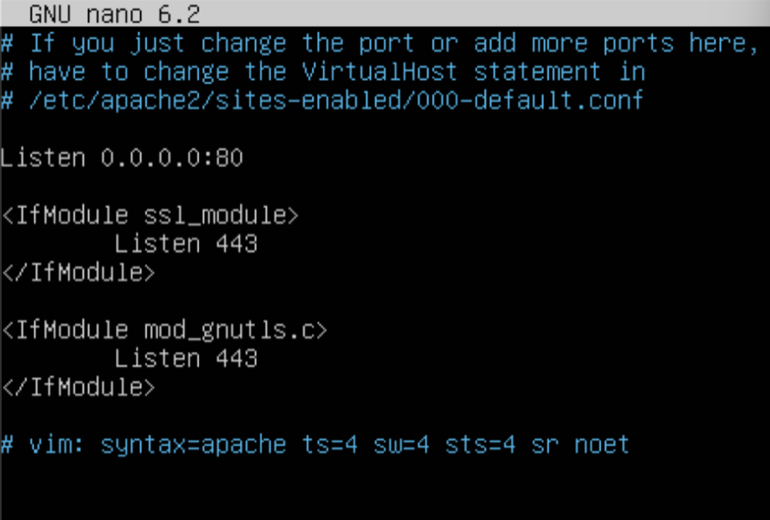 GNU nano 6.2
# If you just change the port or add more ports here,
# have to change the VirtualHost statement in
# /etc/apache2/sites-enabled/000-default.conf
Listen 0.0.0.0:80
<IfModule ssl_module>
Listen 443
</IfModule>
<IfModule mod_gnutls.c>
Listen 443
</IfModule>
# vim: syntax=apache ts=4 sw=4 sts=4 sr noet